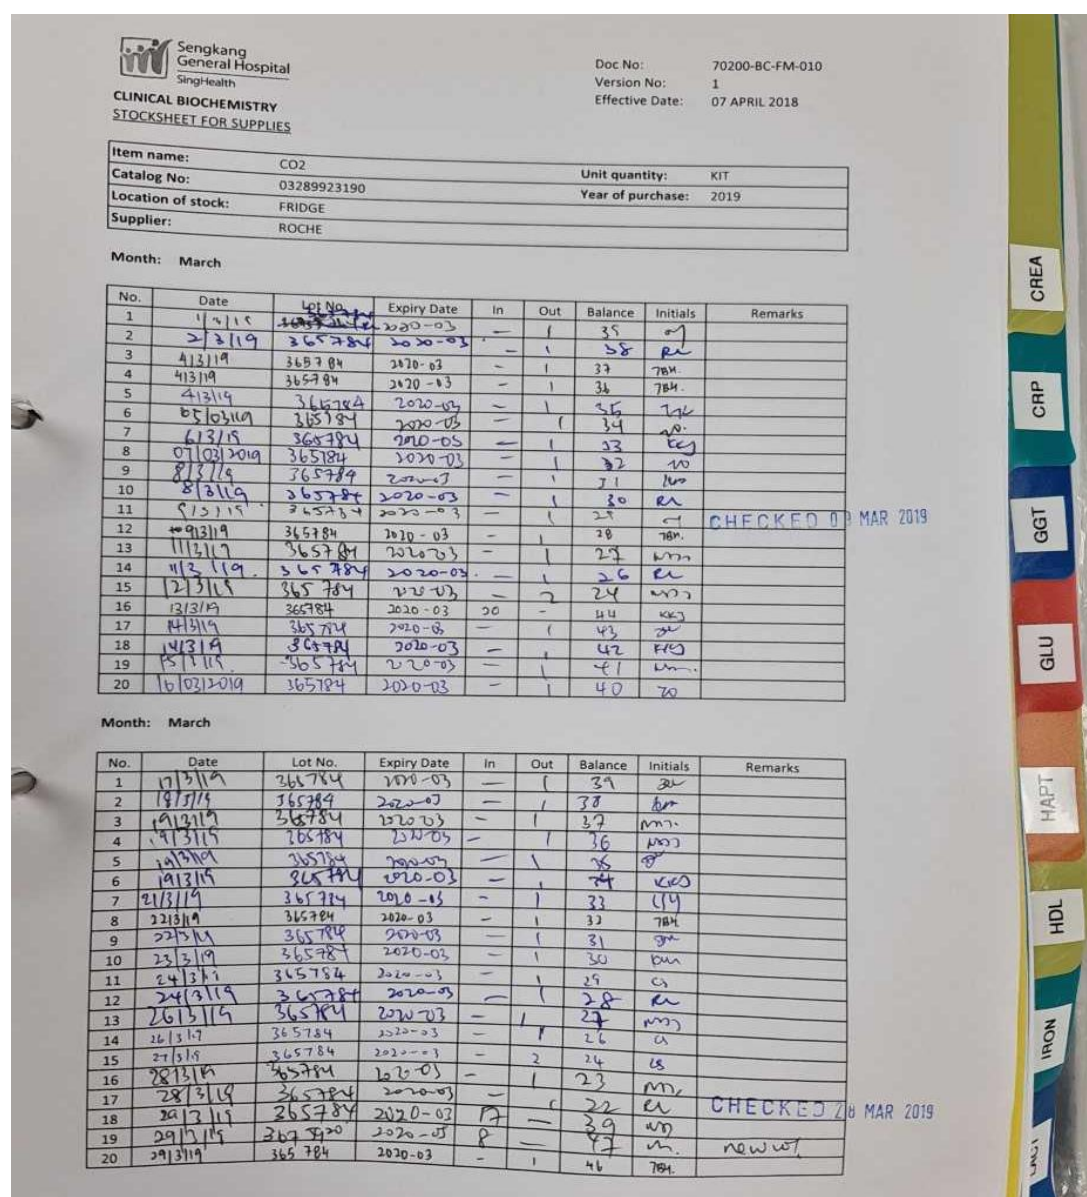 Sengkang
General Hospital
SingHealth
CLINICAL BIOCHEMISTRY
STOCKSHEET FOR SUPPLIES
Doc No: 70200-BC-FM-010
Version No: 1
Effective Date: 07 APRIL 2018
Item name: CO2 Unit quantity: KIT
Catalog No: 03289923190 Year of purchase: 2019
Location of stock: FRIDGE
Supplier: ROCHE
Month: March
No. Date Lot No. Expiry Date In Out Balance Initials Remarks
1 2020-03 - 1
2 2/3/19 365784 2020-03 - 1 38 RL
3 4/3/19 365784 2020-03 - 1 37 TBH.
4 4/3/19 365784 2020-03 - 1 36 TBH.
5 4/3/19 365784 2020-03 - 1 35
6 05/03/19 365784 2020-03 - 1 34
7 6/3/19 365784 2020-03 - 1 33 KKJ
8 07/03/2019 365784 2020-03 - 1 32
9 8/3/19 365784 2020-03 - 1 31
10 8/3/19 365784 2020-03 - 1 30 RL
11 9/3/19 365784 2020-03 - 1 29 CHECKED 09 MAR 2019
12 9/3/19 365784 2020-03 - 1 28 TBH.
13 11/3/19 365784 2020-03 - 1 27
14 11/3/19. 365784 2020-03. - 1 26 RL
15 12/3/19 365784 2020-03 - 2 24
16 13/3/19 365784 2020-03 20 - 44 KKJ
17 14/3/19 365784 2020-03 - 1 43
18 14/3/19 365784 2020-03 - 1 42
19 15/3/19 365784 2020-03 - 1 41
20 16/03/2019 365784 2020-03 - 1 40
Month: March
No. Date Lot No. Expiry Date In Out Balance Initials Remarks
1 17/3/19 365784 2020-03 - 1 39
2 18/3/19 365784 2020-03 - 1 38
3 19/3/19 365784 2020-03 - 1 37
4 19/3/19 365784 2020-03 - 1 36
5 19/3/19 365784 2020-03 - 1 35
6 19/3/19 365784 2020-03 - 1 34 KKJ
7 21/3/19 365784 2020-03 - 1 33
8 22/3/19 365784 2020-03 - 1 32 TBH.
9 22/3/19 365784 2020-03 - 1 31
10 23/3/19 365784 2020-03 - 1 30
11 24/3/19 365784 2020-03 - 1 29
12 24/3/19 365784 2020-03 - 1 28 RL
13 26/3/19 365784 2020-03 - 1 27
14 26/3/19 365784 2020-03 - 1 26
15 27/3/19 365784 2020-03 - 2 24
16 28/3/19 365784 2020-03 - 1 23
17 28/3/19 365784 2020-03 - 1 22 RL CHECKED 28 MAR 2019
18 29/3/19 365784 2020-03 17 - 39
19 29/3/19 8 - 47 new lot
20 29/3/19 365784 2020-03 - 1 46 TBH.
CREA
CRP
GGT
GLU
HAPT
HDL
IRON
LACT